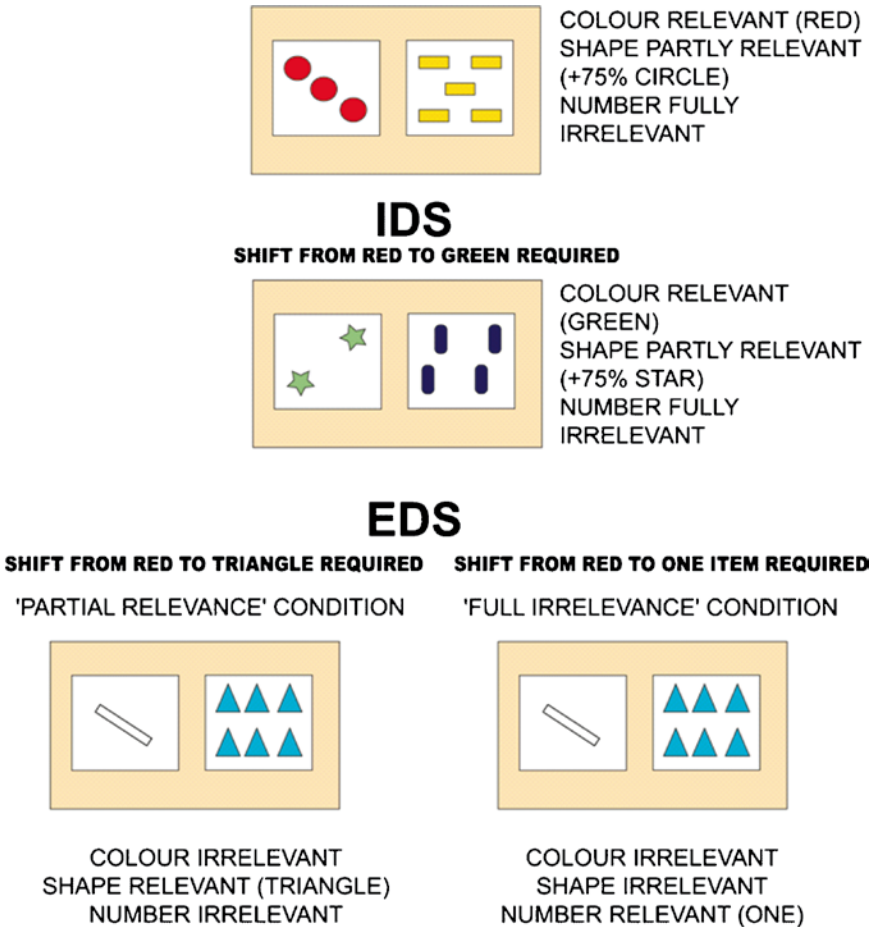 COLOUR RELEVANT (RED)
SHAPE PARTLY RELEVANT
(+75% CIRCLE)
NUMBER FULLY
IRRELEVANT
IDS
SHIFT FROM RED TO GREEN REQUIRED
COLOUR RELEVANT
(GREEN)
SHAPE PARTLY RELEVANT
(+75% STAR)
NUMBER FULLY
IRRELEVANT
EDS
SHIFT FROM RED TO TRIANGLE REQUIRED
'PARTIAL RELEVANCE' CONDITION
COLOUR IRRELEVANT
SHAPE RELEVANT (TRIANGLE)
NUMBER IRRELEVANT
SHIFT FROM RED TO ONE ITEM REQUIRED
'FULL IRRELEVANCE' CONDITION
COLOUR IRRELEVANT
SHAPE IRRELEVANT
NUMBER RELEVANT (ONE)